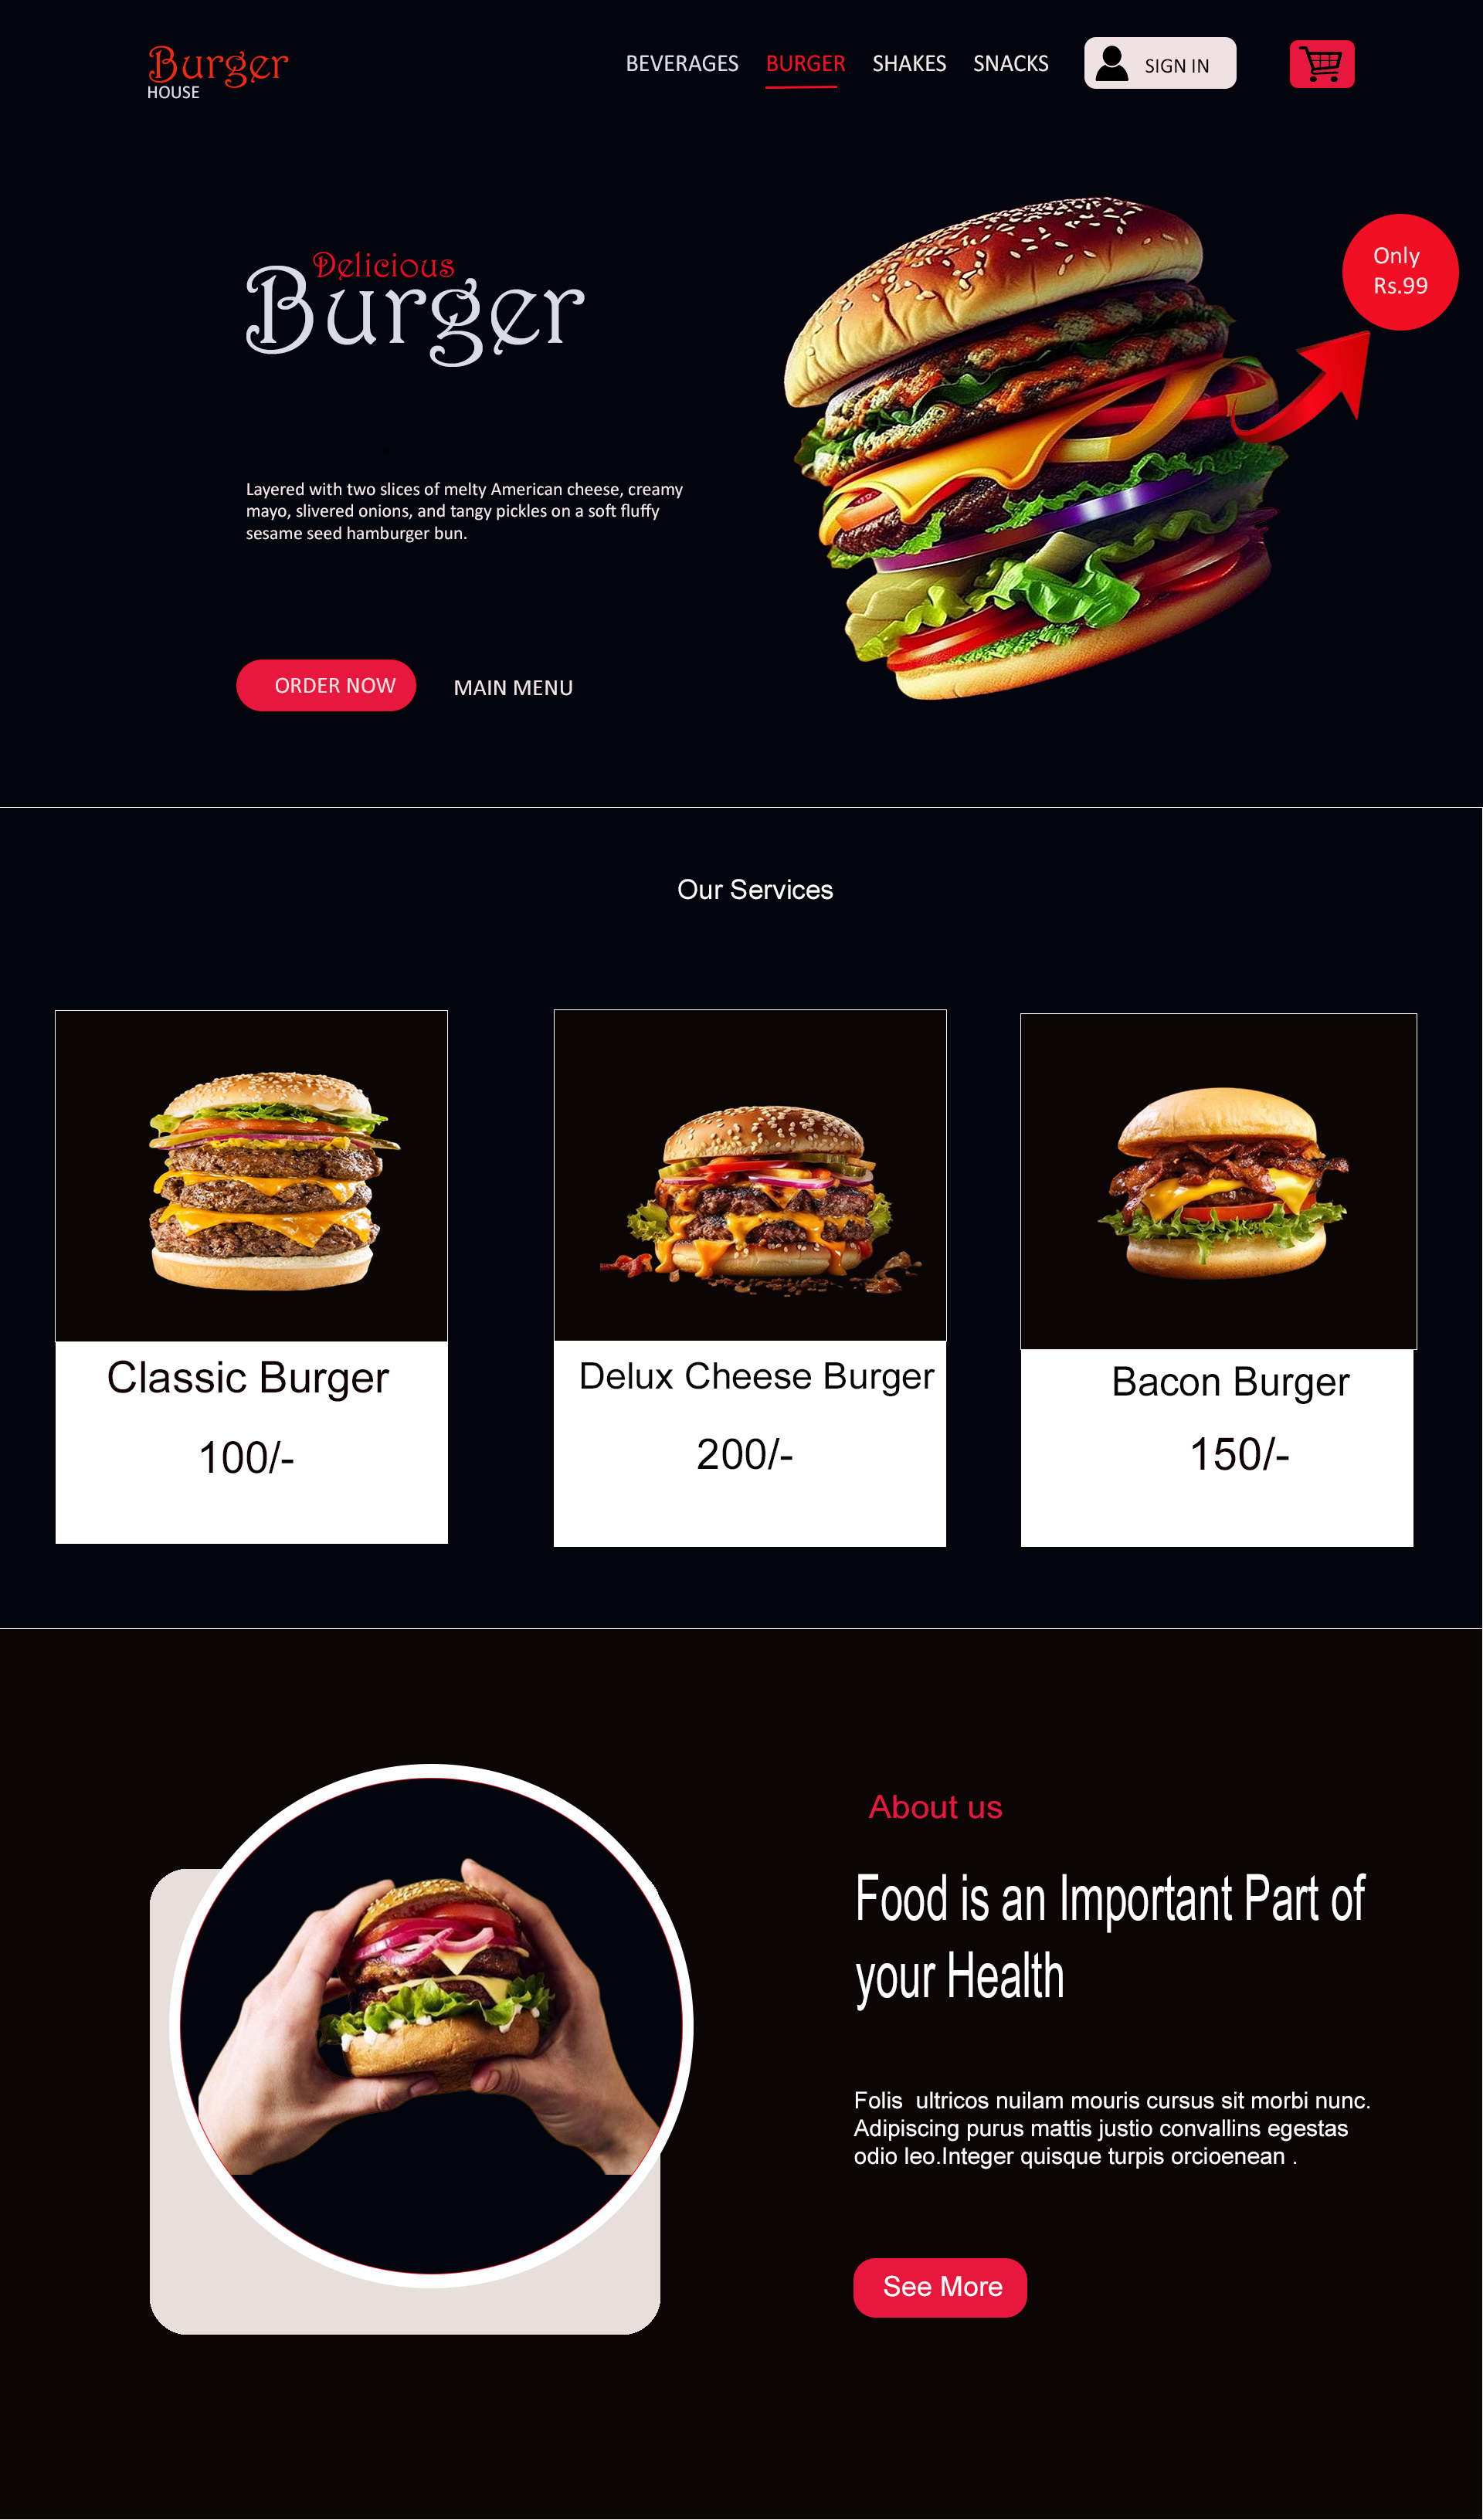 Burger
HOUSE
BEVERAGES BURGER SHAKES SNACKS SIGN IN
Only
Rs.99
Delicious
Burger
Layered with two slices of melty American cheese, creamy
mayo, slivered onions, and tangy pickles on a soft fluffy
sesame seed hamburger bun.
ORDER NOW MAIN MENU
Our Services
Classic Burger
100/-
Delux Cheese Burger
200/-
Bacon Burger
150/-
About us
Food is an Important Part of
your Health
Folis ultricos nuilam mouris cursus sit morbi nunc.
Adipiscing purus mattis justio convallins egestas
odio leo.Integer quisque turpis orcioenean .
See More